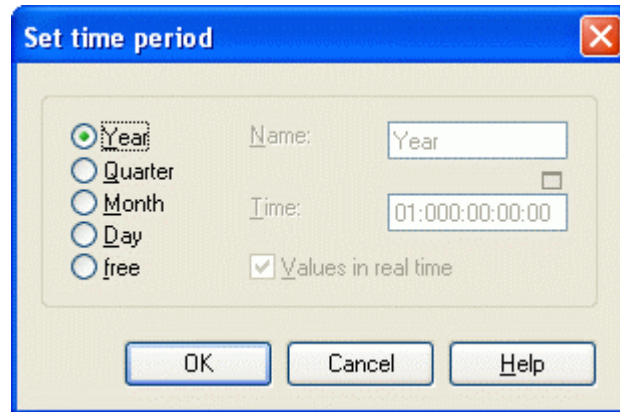 Set time period
Year
Name:
Year
Quarter
Month
Time:
01:000:00:00:00
Day
free
Values in real time
OK
Cancel
Help